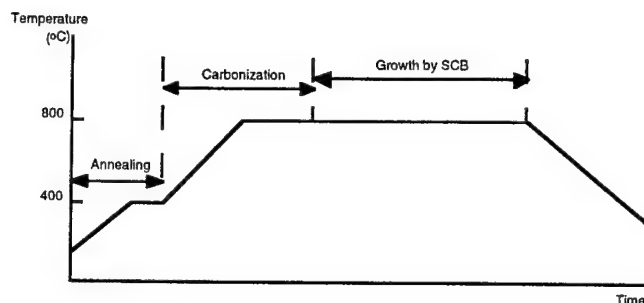 Temperature
(ºC)
Growth by SCB
Carbonization
800
Annealing
400
Time